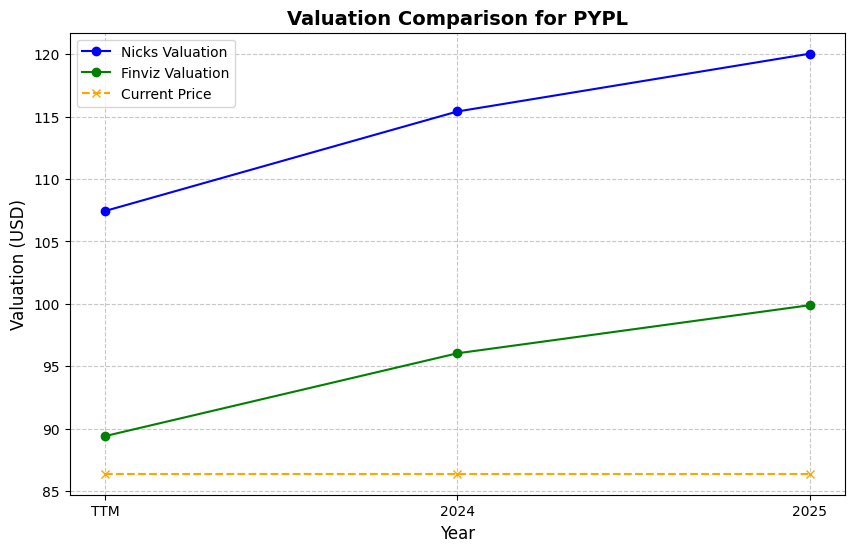 Valuation Comparison for PYPL
Nicks Valuation
Finviz Valuation
Current Price
Valuation (USD)
120
115
110
105
100
95
90
85
TTM
2024
2025
Year